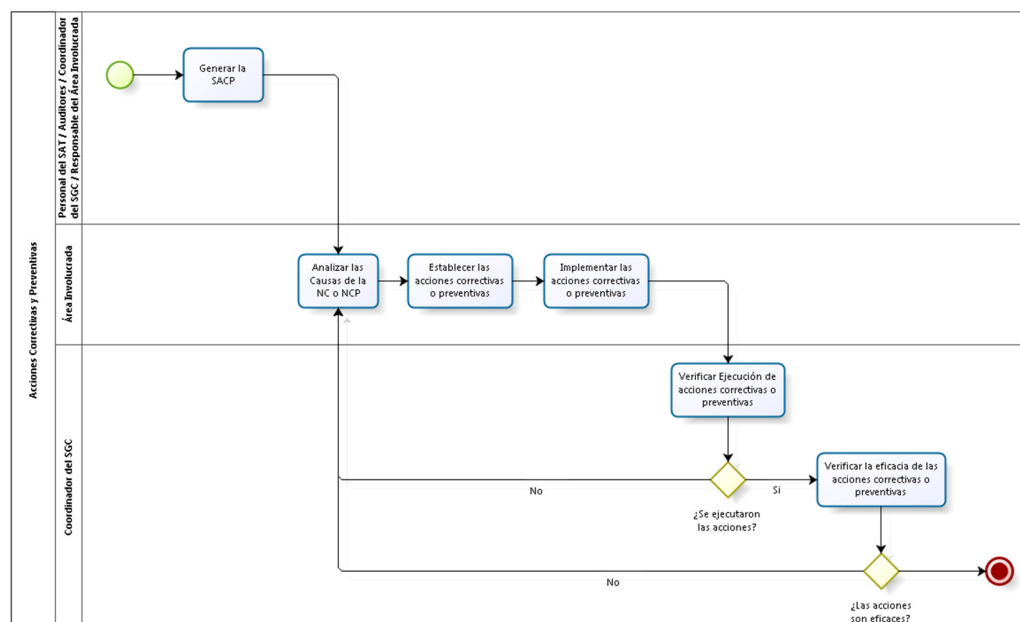 Acciones Correctivas y Preventivas
Personal del SAT / Auditores / Coordinador
del SGC / Responsable del Área Involucrada
Generar la
SACP
Área Involucrada
Analizar las
Causas de la
NC o NCP
Establecer las
acciones correctivas
o preventivas
Implementar las
acciones correctivas
o preventivas
Coordinador del SGC
Verificar Ejecución de
acciones correctivas o
preventivas
¿Se ejecutaron
las acciones?
No
Si
Verificar la eficacia de las
acciones correctivas o
preventivas
¿Las acciones
son eficaces?
No